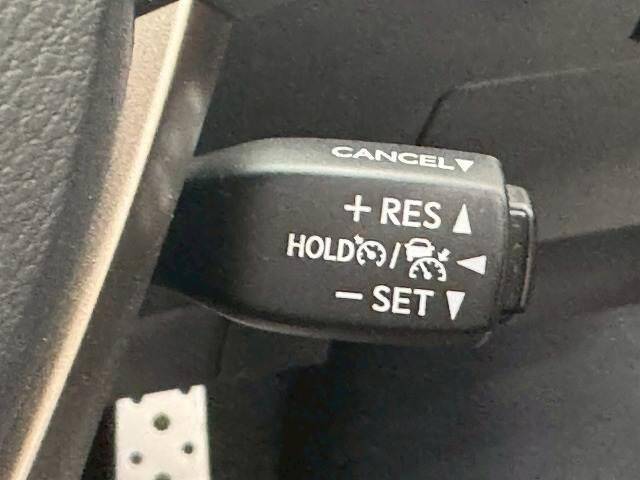 CANCEL▼
+ RES ▲
HOLD / ◀
− SET ▼